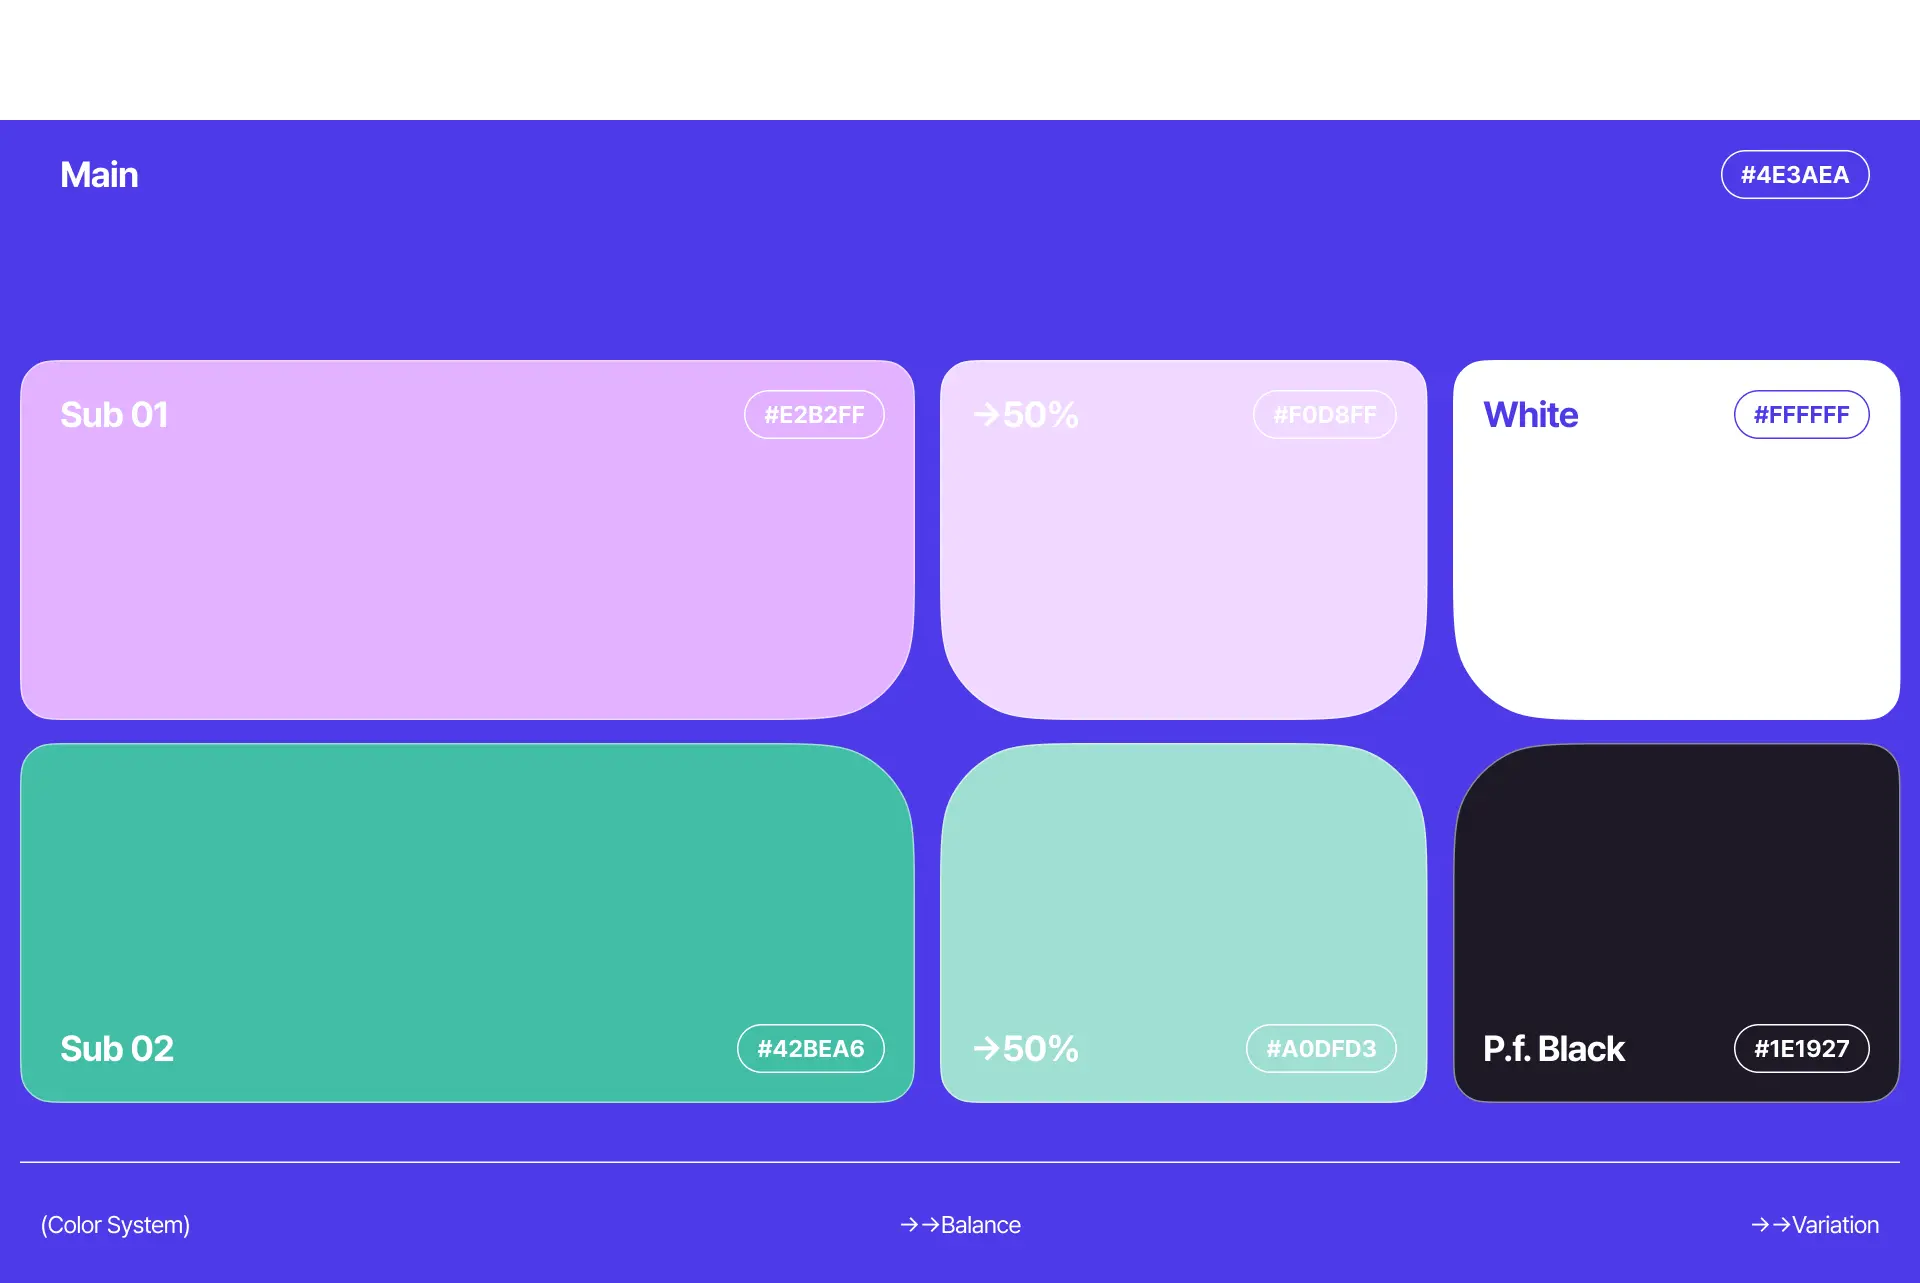 Main
#4E3AEA
Sub 01
#E2B2FF
→50%
#F0D8FF
White
#FFFFFF
Sub 02
#42BEA6
→50%
#A0DFD3
P.f. Black
#1E1927
(Color System)
→→Balance
→→Variation